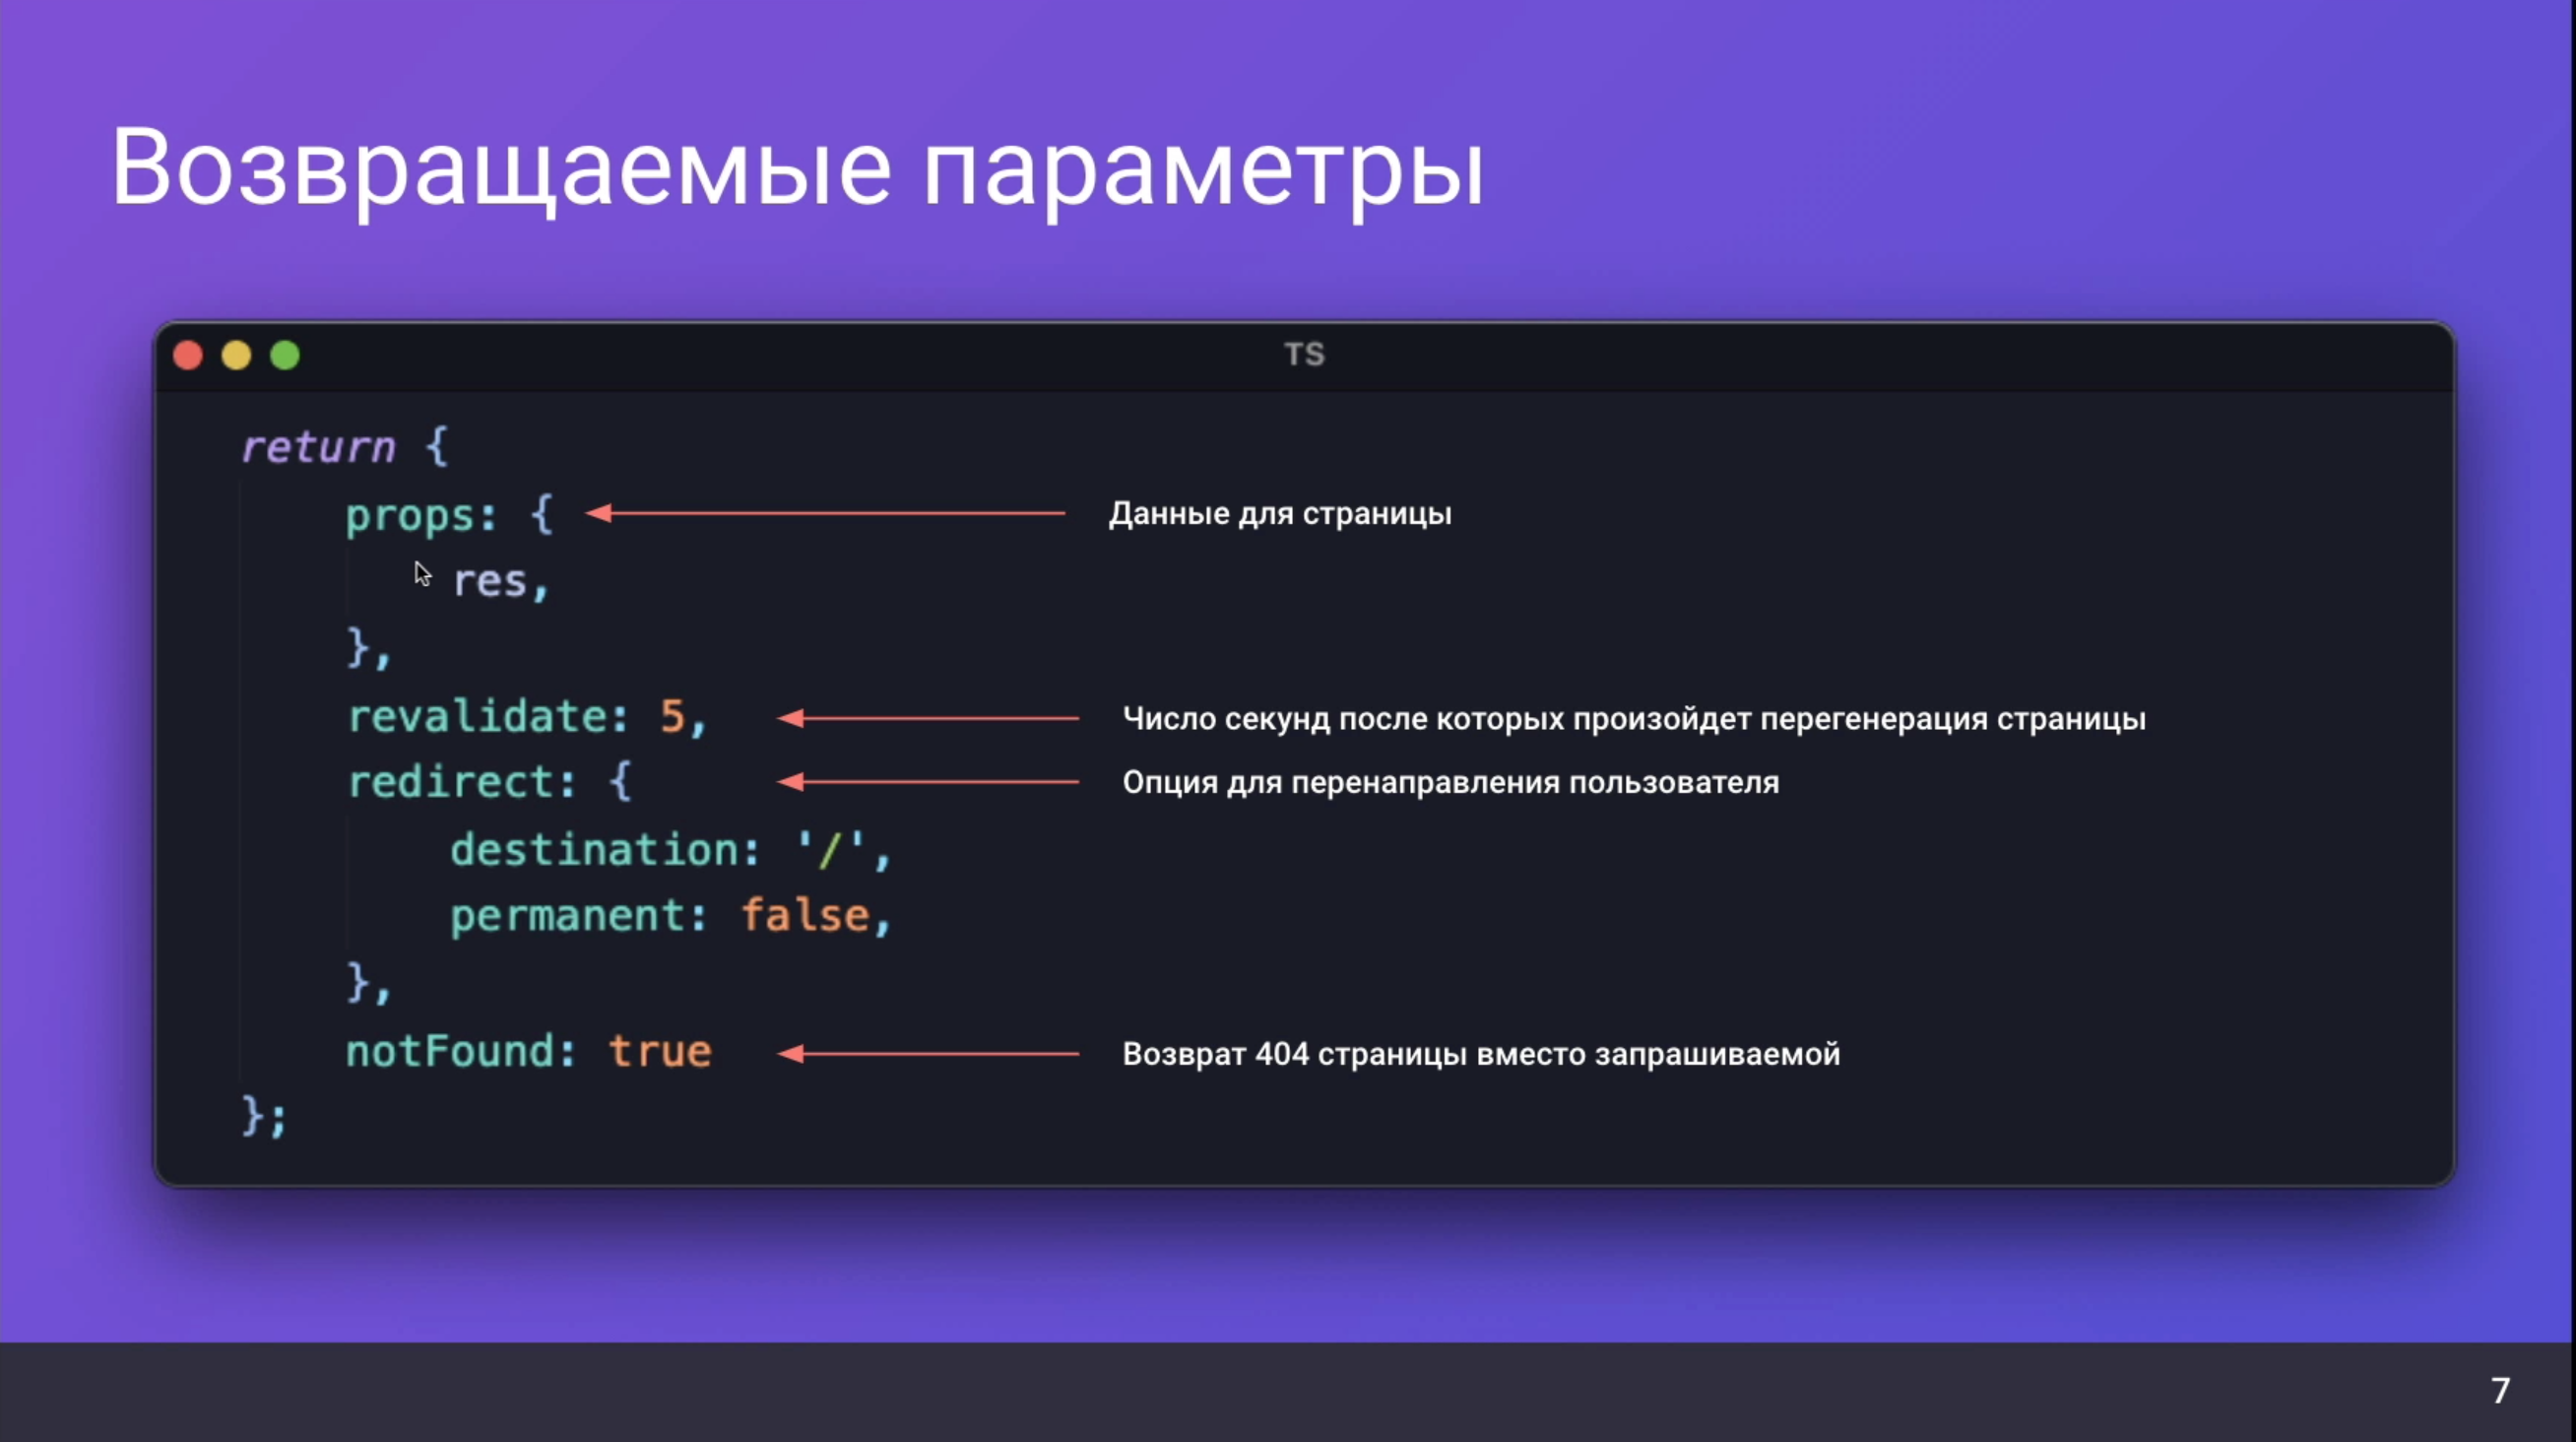 Возвращаемые параметры
TS
return {
props: {
Данные для страницы
res,
},
revalidate: 5,
Число секунд после которых произойдет перегенерация страницы
redirect: {
Опция для перенаправления пользователя
destination: '/',
permanent: false,
},
notFound: true
Возврат 404 страницы вместо запрашиваемой
};
7